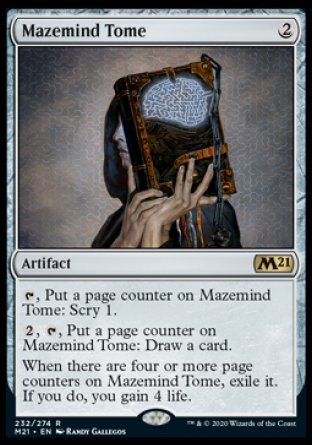 Mazemind Tome 2
Artifact M21
T, Put a page counter on Mazemind
Tome: Scry 1.
2, T, Put a page counter on
Mazemind Tome: Draw a card.
When there are four or more page
counters on Mazemind Tome, exile it.
If you do, you gain 4 life.
232/274 R
M21 • EN Randy Gallegos
™ & © 2020 Wizards of the Coast